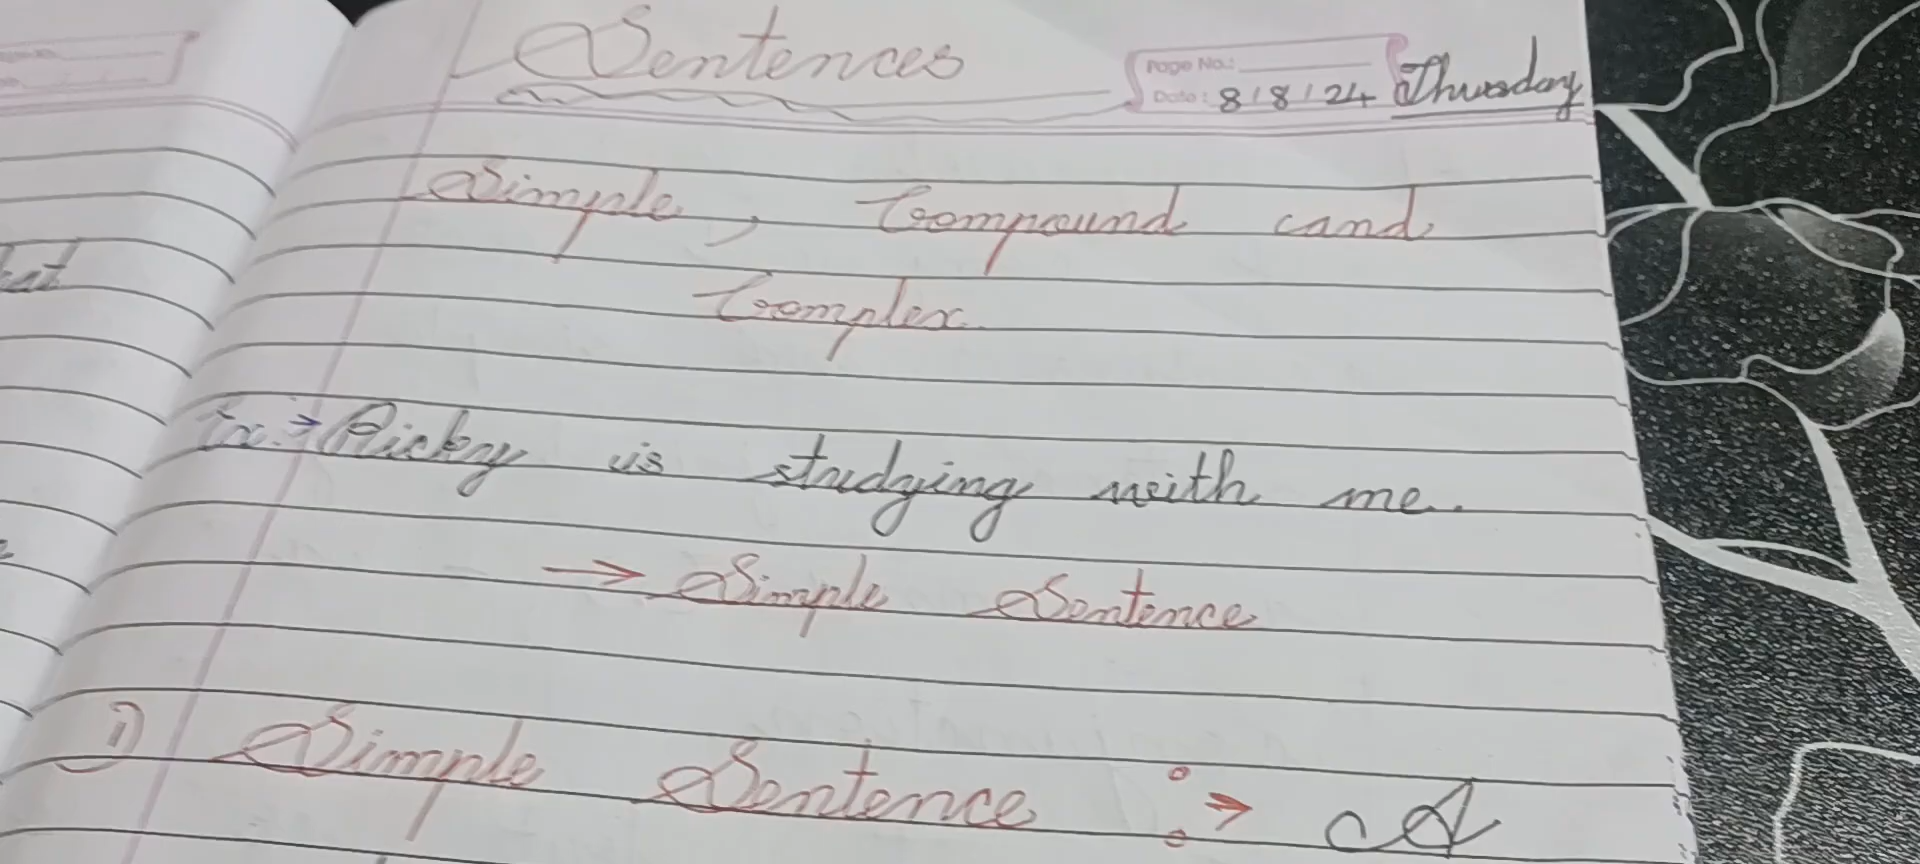 Sentences
Page No.:
Date: 8/8/24 Thursday
Simple, Compound and
Complex
Ex.→ Ricky is studying with me.
→ Simple Sentence
1) Simple Sentence :→ A